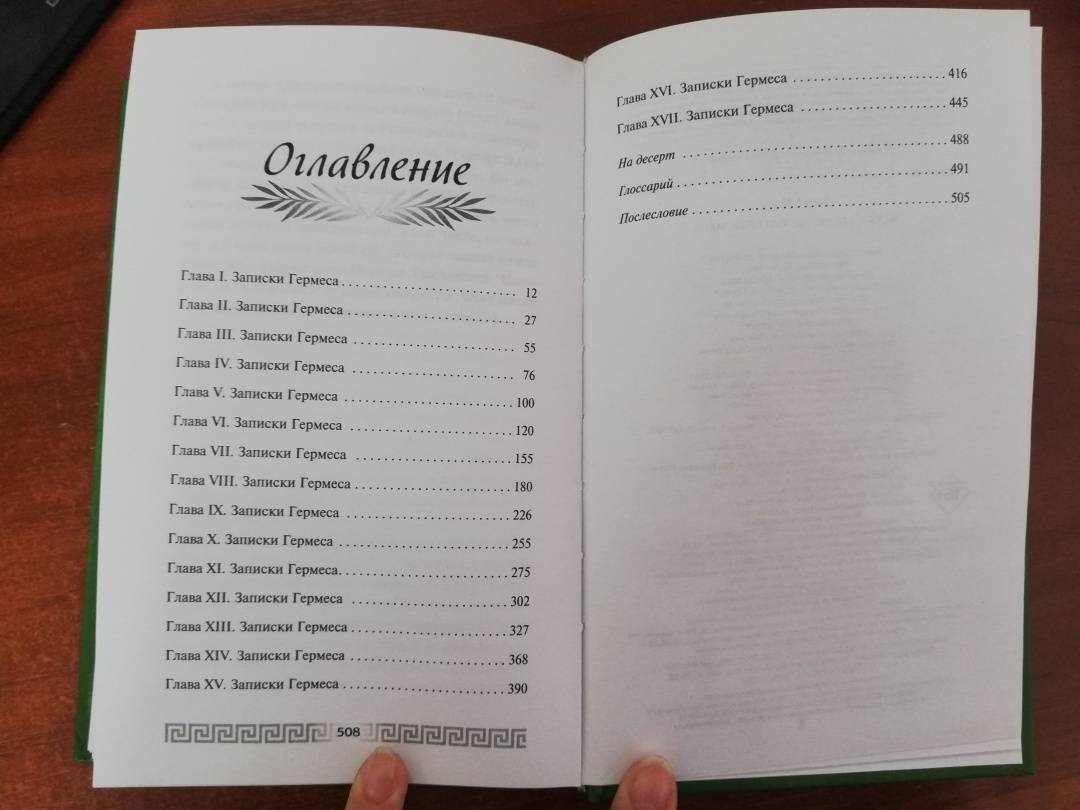 Оглавление
Глава I. Записки Гермеса . . . . . . . . . . . . . . . . . . . . . . . . . . 12
Глава II. Записки Гермеса . . . . . . . . . . . . . . . . . . . . . . . . . 27
Глава III. Записки Гермеса . . . . . . . . . . . . . . . . . . . . . . . . 55
Глава IV. Записки Гермеса . . . . . . . . . . . . . . . . . . . . . . . . 76
Глава V. Записки Гермеса . . . . . . . . . . . . . . . . . . . . . . . . 100
Глава VI. Записки Гермеса . . . . . . . . . . . . . . . . . . . . . . . 120
Глава VII. Записки Гермеса . . . . . . . . . . . . . . . . . . . . . . 155
Глава VIII. Записки Гермеса . . . . . . . . . . . . . . . . . . . . . . 180
Глава IX. Записки Гермеса . . . . . . . . . . . . . . . . . . . . . . . 226
Глава X. Записки Гермеса . . . . . . . . . . . . . . . . . . . . . . . . 255
Глава XI. Записки Гермеса. . . . . . . . . . . . . . . . . . . . . . . . 275
Глава XII. Записки Гермеса . . . . . . . . . . . . . . . . . . . . . . 302
Глава XIII. Записки Гермеса . . . . . . . . . . . . . . . . . . . . . . 327
Глава XIV. Записки Гермеса . . . . . . . . . . . . . . . . . . . . . . 368
Глава XV. Записки Гермеса . . . . . . . . . . . . . . . . . . . . . . . 390
508
Глава XVI. Записки Гермеса . . . . . . . . . . . . . . . . . . . . . 416
Глава XVII. Записки Гермеса . . . . . . . . . . . . . . . . . . . . 445
На десерт . . . . . . . . . . . . . . . . . . . . . . . . . . . . . . . . . . . . 488
Глоссарий . . . . . . . . . . . . . . . . . . . . . . . . . . . . . . . . . . . . 491
Послесловие . . . . . . . . . . . . . . . . . . . . . . . . . . . . . . . . . . 505